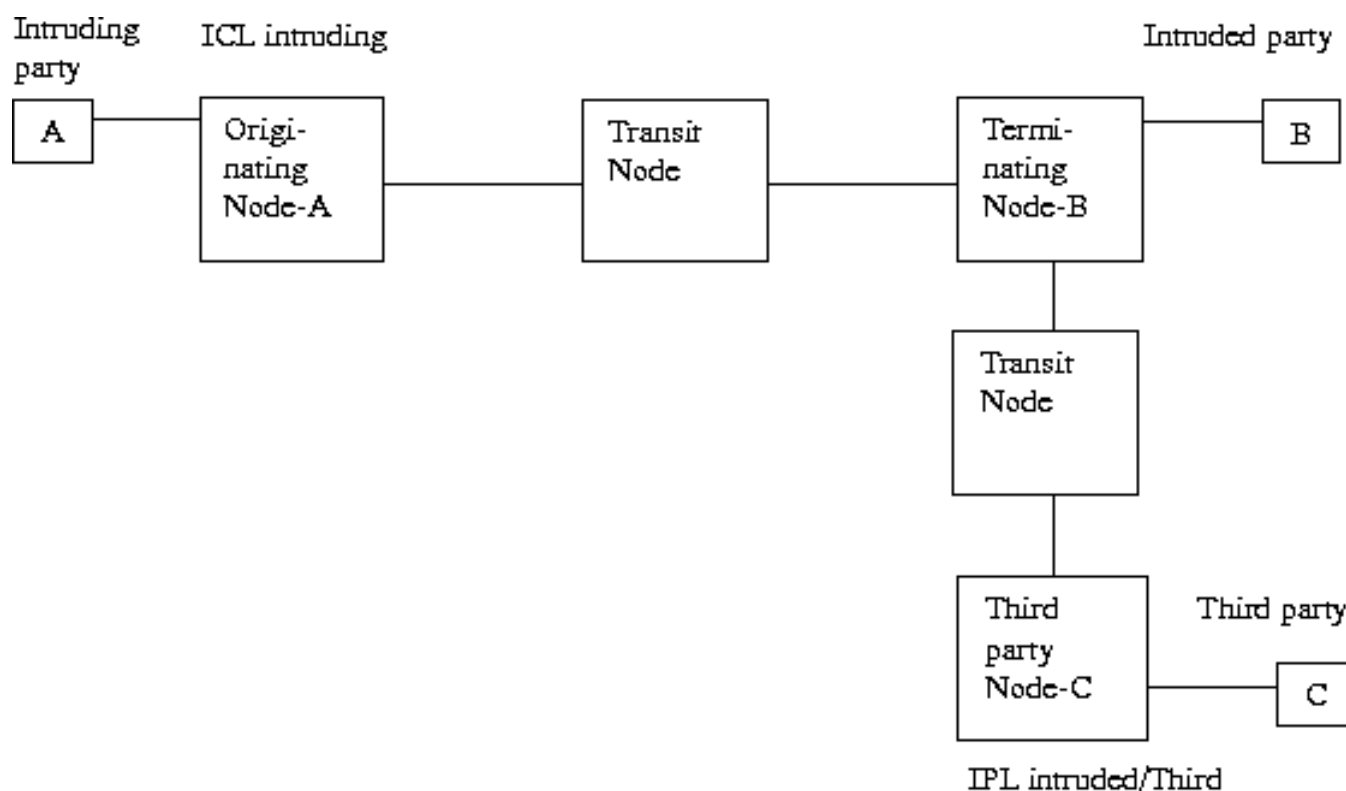 Intruding
party
ICL intruding
Intruded party
A
Origi-
nating
Node-A
Transit
Node
Termi-
nating
Node-B
B
Transit
Node
Third
party
Node-C
Third party
C
IPL intruded/Third